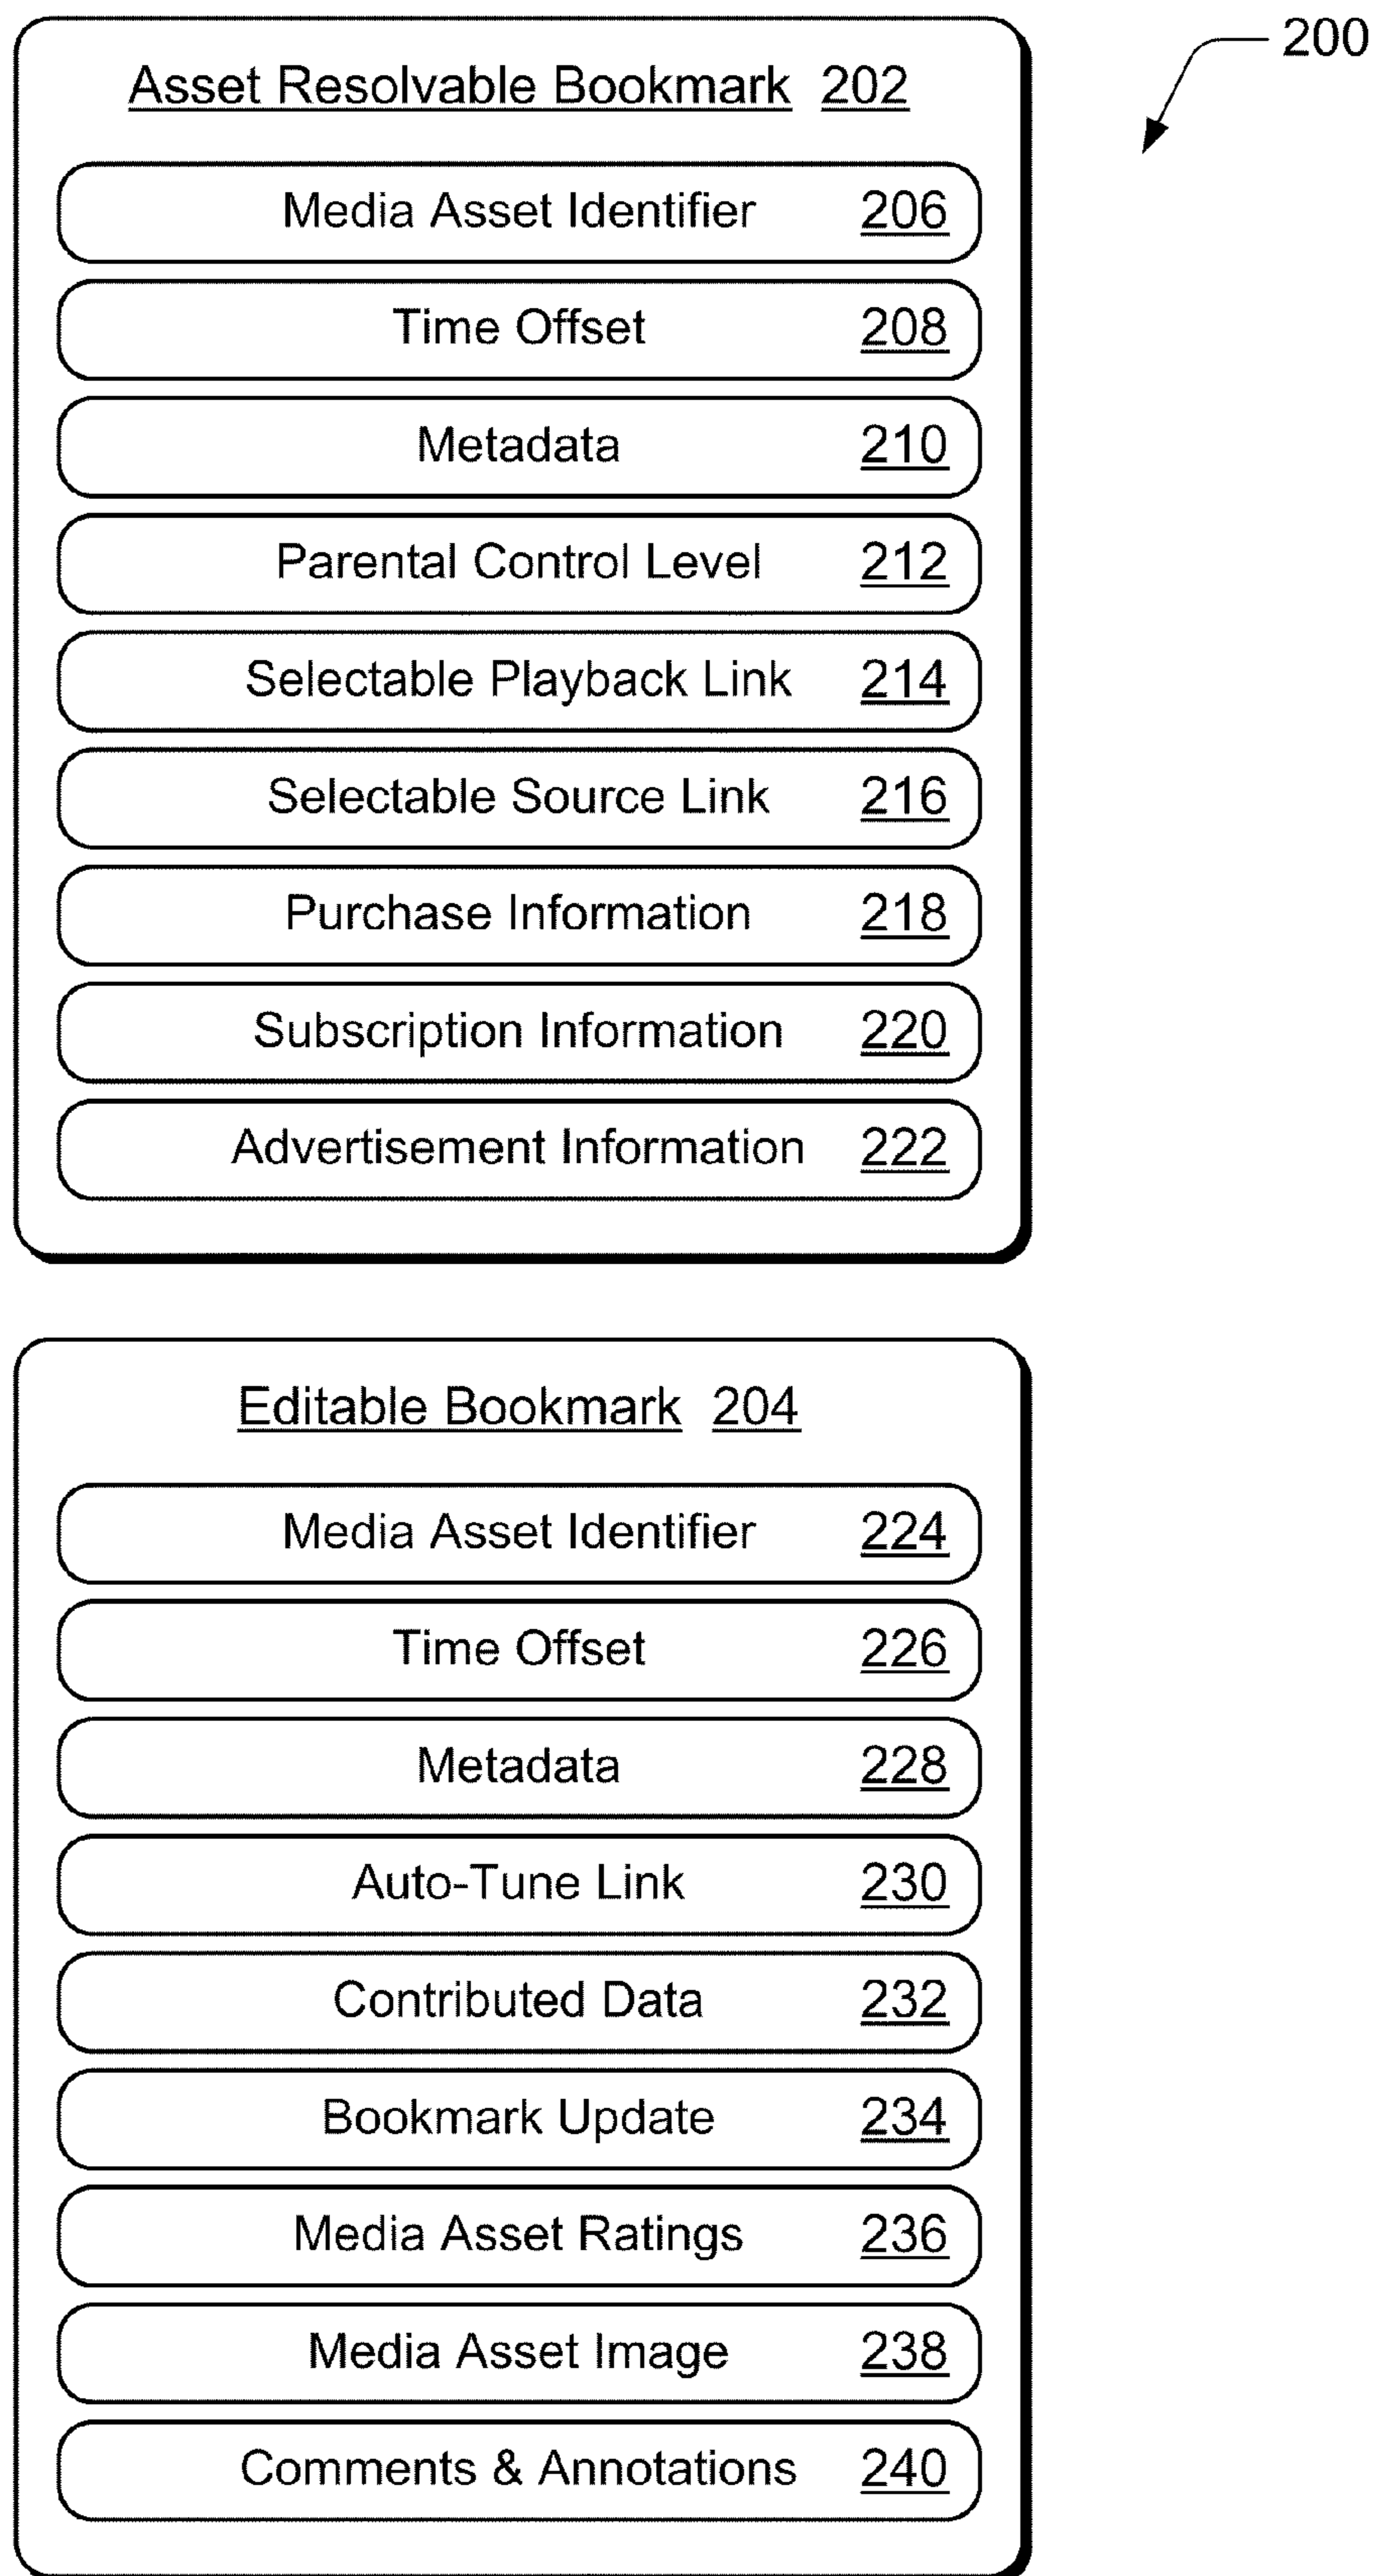 200
Asset Resolvable Bookmark 202
Media Asset Identifier 206
Time Offset 208
Metadata 210
Parental Control Level 212
Selectable Playback Link 214
Selectable Source Link 216
Purchase Information 218
Subscription Information 220
Advertisement Information 222
Editable Bookmark 204
Media Asset Identifier 224
Time Offset 226
Metadata 228
Auto-Tune Link 230
Contributed Data 232
Bookmark Update 234
Media Asset Ratings 236
Media Asset Image 238
Comments & Annotations 240